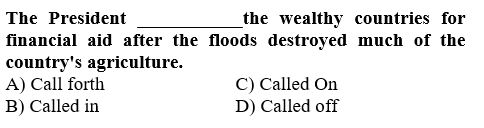 The President ____________the wealthy countries for
financial aid after the floods destroyed much of the
country's agriculture.
A) Call forth C) Called On
B) Called in D) Called off